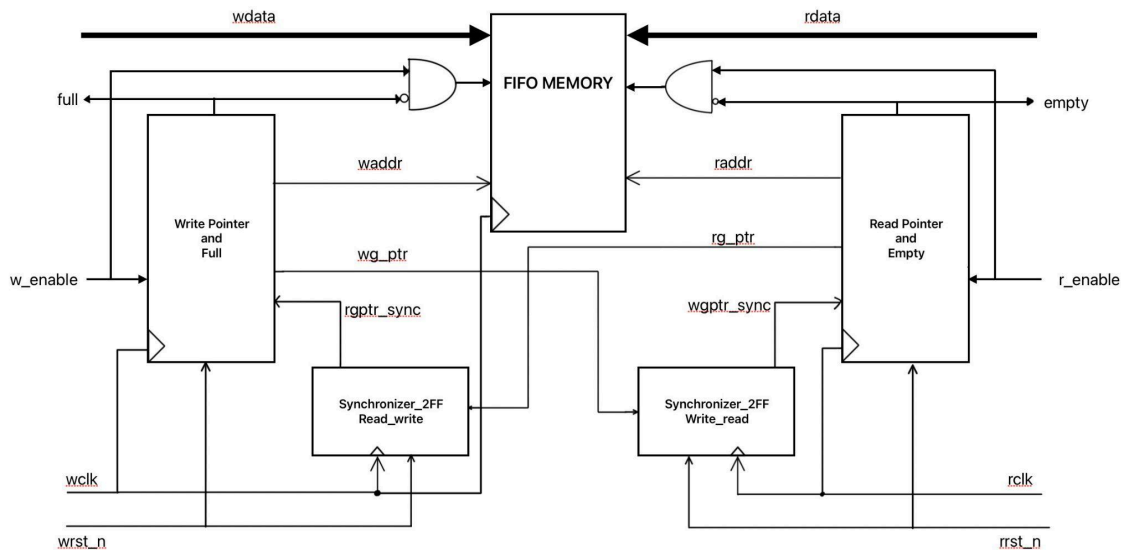 wdata
rdata
FIFO MEMORY
full
empty
waddr
raddr
Write Pointer
and
Full
Read Pointer
and
Empty
rg_ptr
wg_ptr
w_enable
r_enable
rgptr_sync
wgptr_sync
Synchronizer_2FF
Read_write
Synchronizer_2FF
Write_read
wclk
rclk
wrst_n
rrst_n